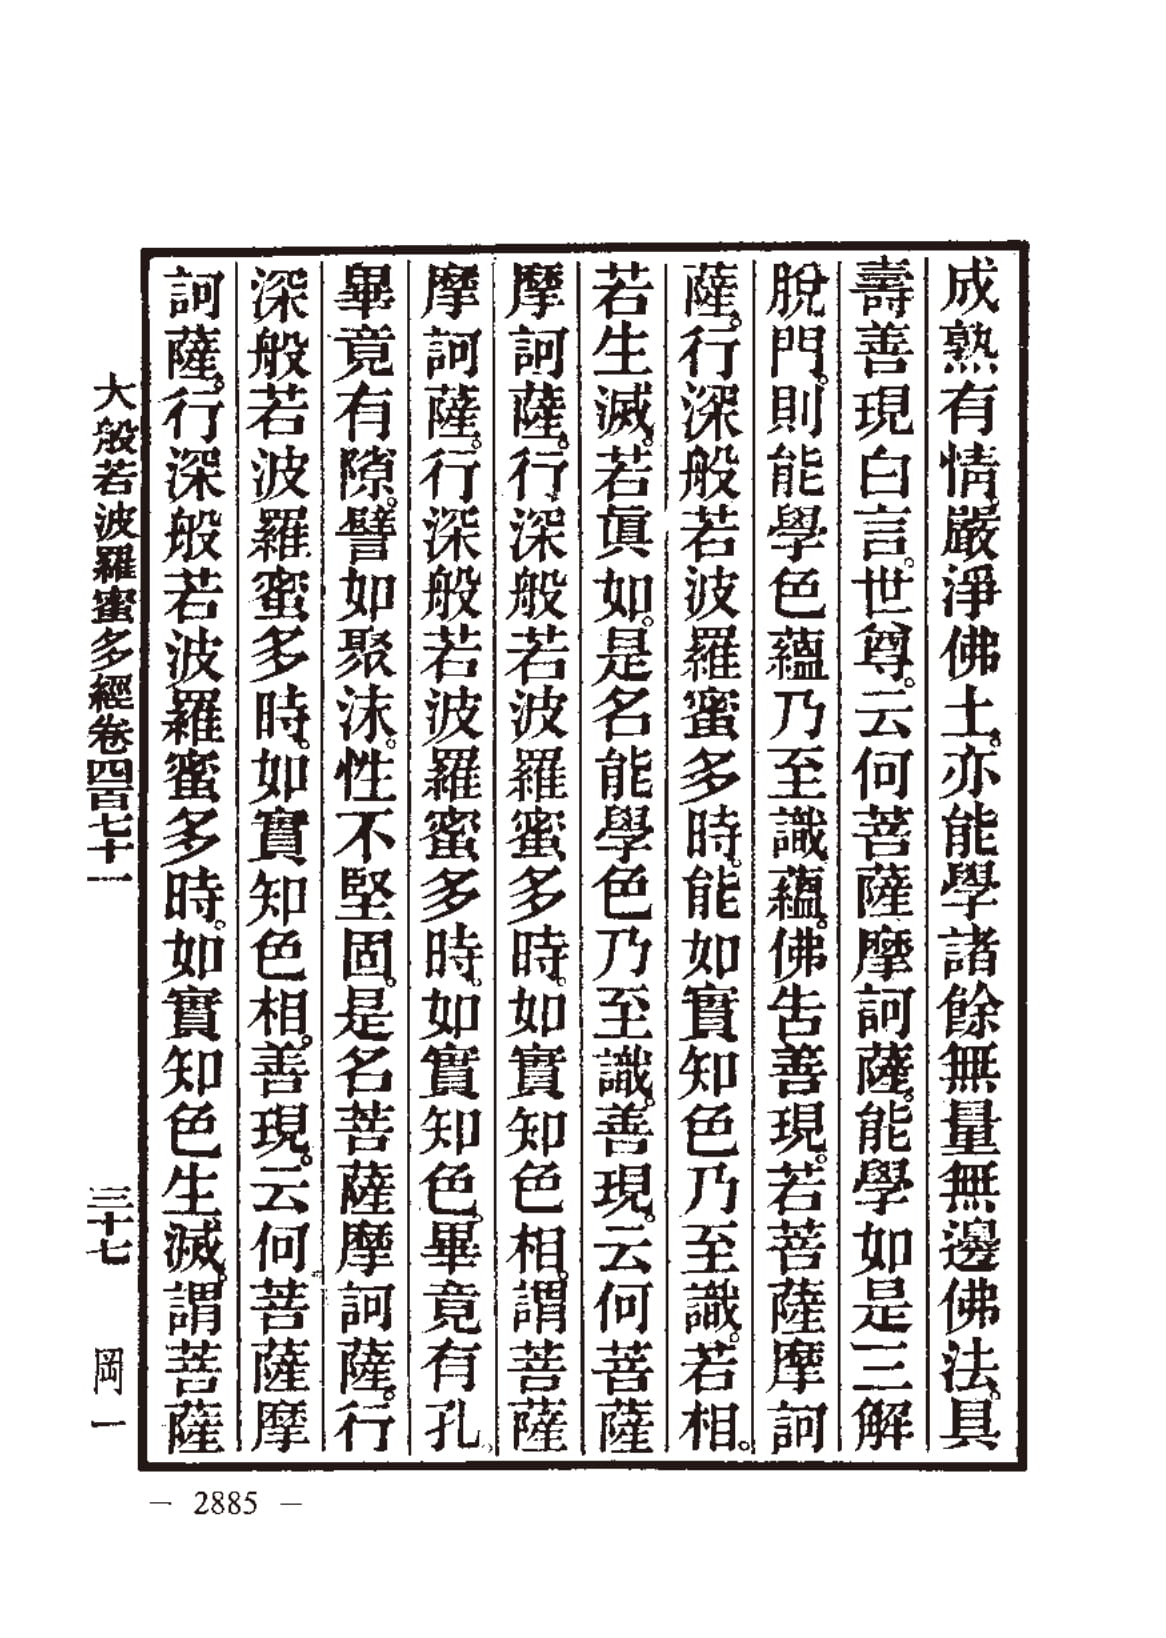 成熟有情嚴淨佛土。亦能學諸餘無量無邊佛法。具
壽善現白言。世尊。云何菩薩摩訶薩。能學如是三解
脫門。則能學色蘊乃至識蘊。佛告善現。若菩薩摩訶
薩。行深般若波羅蜜多時。能如實知色乃至識。若相。
若生滅。若眞如。是名能學色乃至識。善現。云何菩薩
摩訶薩。行深般若波羅蜜多時。如實知色相。謂菩薩
摩訶薩。行深般若波羅蜜多時。如實知色。畢竟有孔。
畢竟有隙。譬如聚沫。性不堅固。是名菩薩摩訶薩。行
深般若波羅蜜多時。如實知色相。善現。云何菩薩摩
訶薩。行深般若波羅蜜多時。如實知色生滅。謂菩薩
大般若波羅蜜多經卷四百七十一 三十七 岡一
— 2885 —